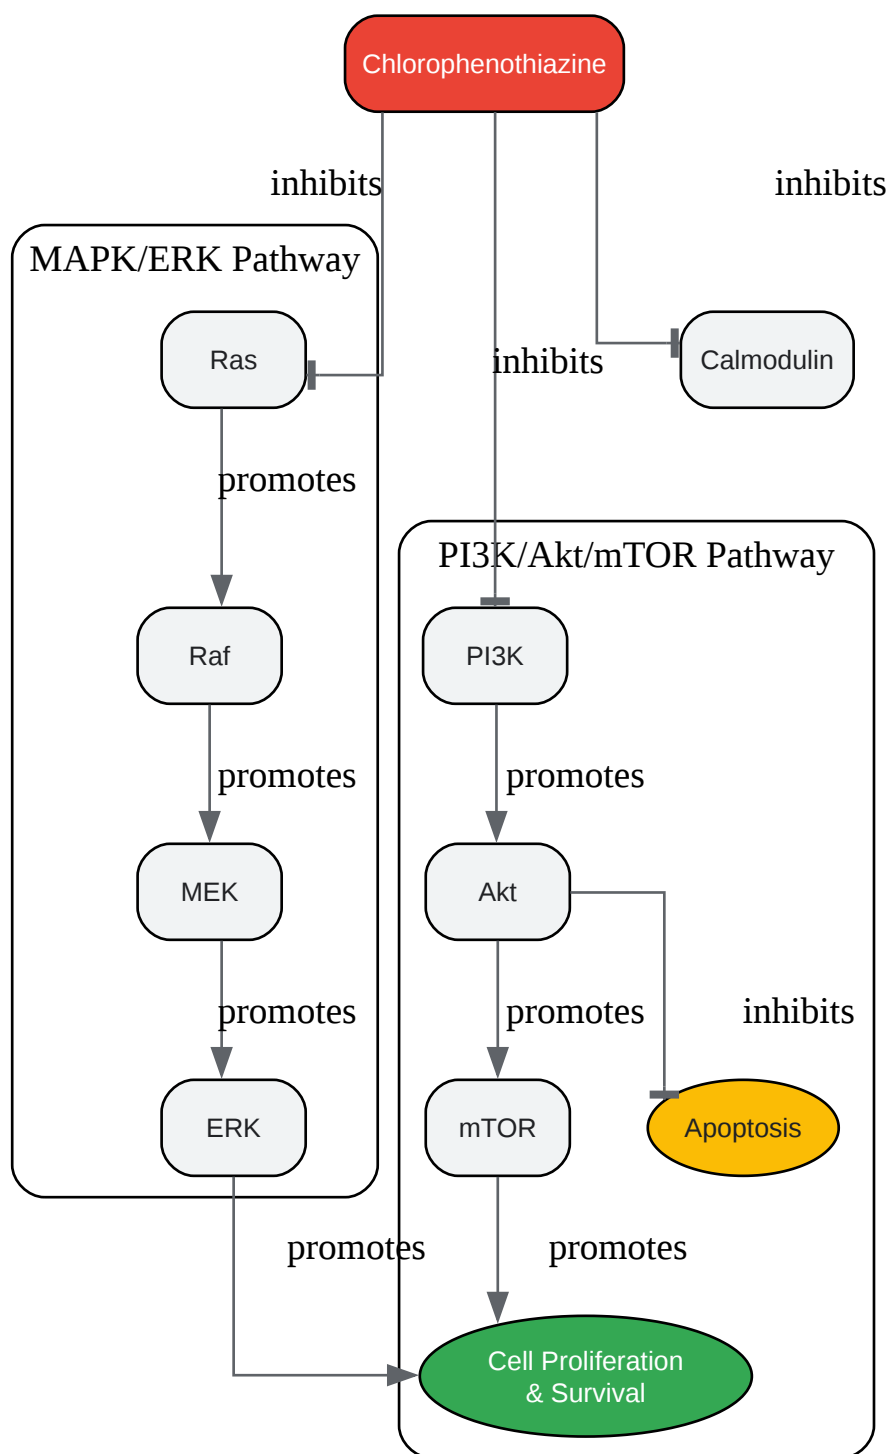 Chlorophenothiazine
inhibits
inhibits
MAPK/ERK Pathway
Ras
inhibits
Calmodulin
promotes
PI3K/Akt/mTOR Pathway
Raf
PI3K
promotes
promotes
MEK
Akt
promotes
promotes
inhibits
ERK
mTOR
Apoptosis
promotes
promotes
Cell Proliferation
& Survival